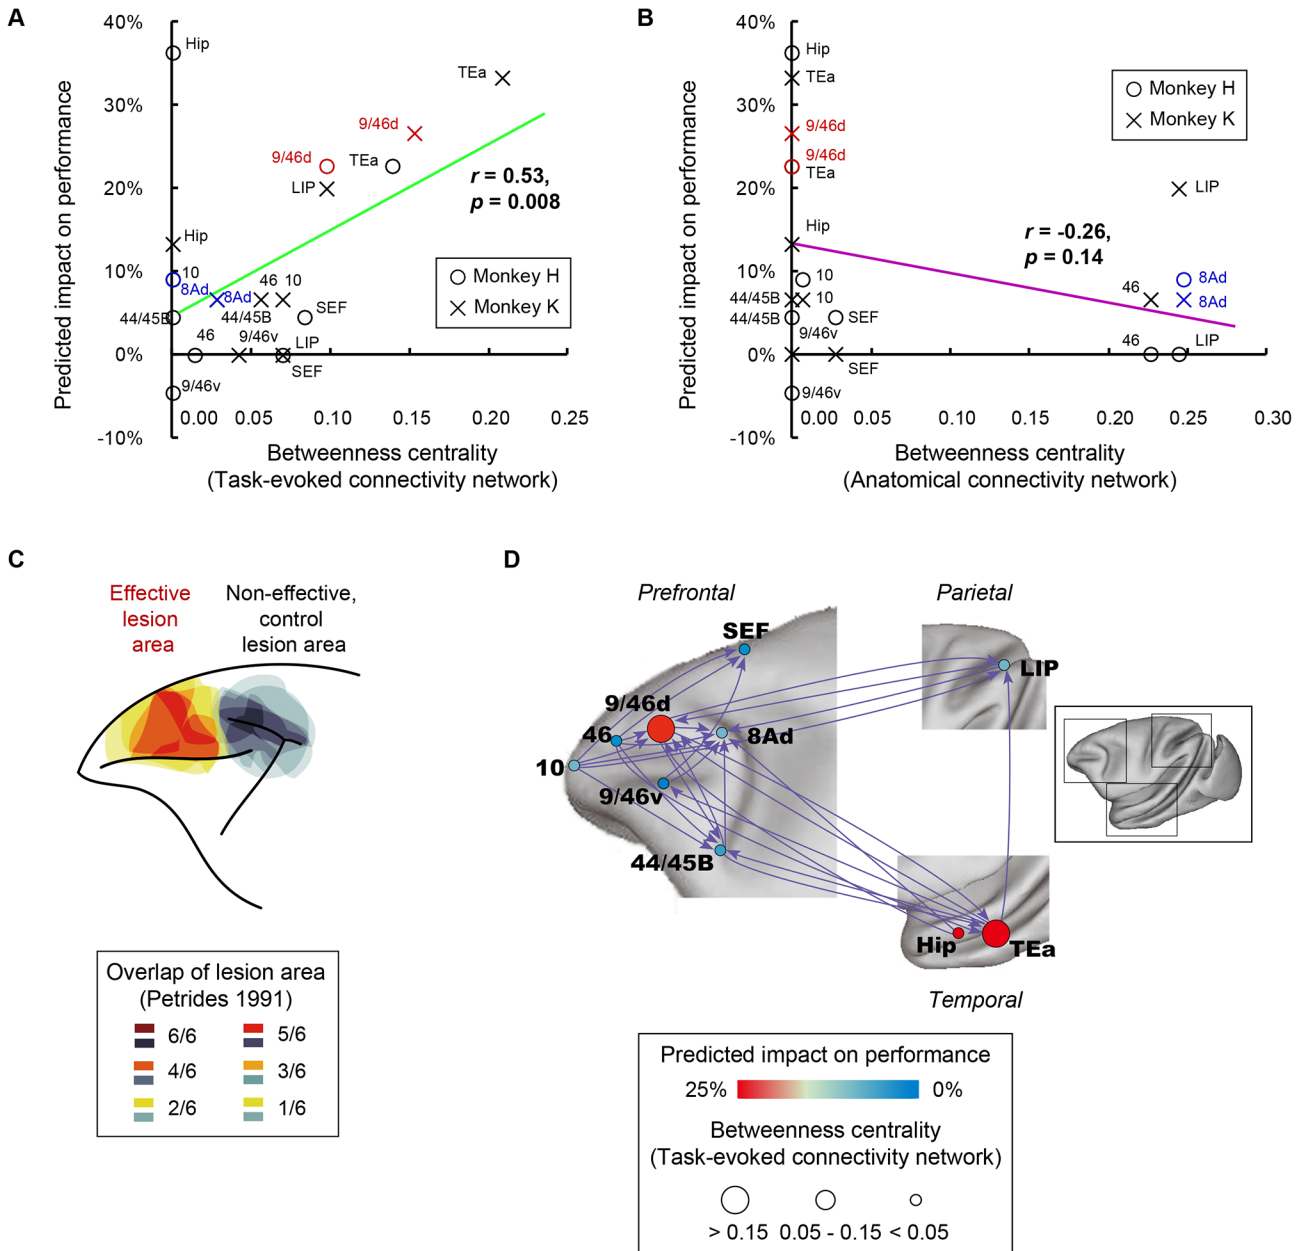 A
40%
30%
20%
10%
0%
-10%
Predicted impact on performance
Hip
TEa
9/46d
9/46d
TEa
LIP
r = 0.53,
p = 0.008
Hip
10
8Ad
8Ad
46
10
44/45B
44/45B
SEF
46
9/46v
LIP
SEF
9/46v
Monkey H
Monkey K
0.00
0.05
0.10
0.15
0.20
0.25
Betweenness centrality
(Task-evoked connectivity network)
B
40%
30%
20%
10%
0%
-10%
Predicted impact on performance
Hip
TEa
9/46d
9/46d
TEa
LIP
Hip
r = -0.26,
p = 0.14
10
8Ad
46
8Ad
44/45B
10
44/45B
SEF
9/46v
46
LIP
SEF
9/46v
Monkey H
Monkey K
0.00
0.05
0.10
0.15
0.20
0.25
0.30
Betweenness centrality
(Anatomical connectivity network)
C
Effective
lesion
area
Non-effective,
control
lesion area
Overlap of lesion area
(Petrides 1991)
6/6
5/6
4/6
3/6
2/6
1/6
D
Prefrontal
Parietal
SEF
LIP
9/46d
46
8Ad
10
9/46v
44/45B
Hip
TEa
Temporal
Predicted impact on performance
25%
0%
Betweenness centrality
(Task-evoked connectivity network)
> 0.15
0.05 - 0.15
< 0.05